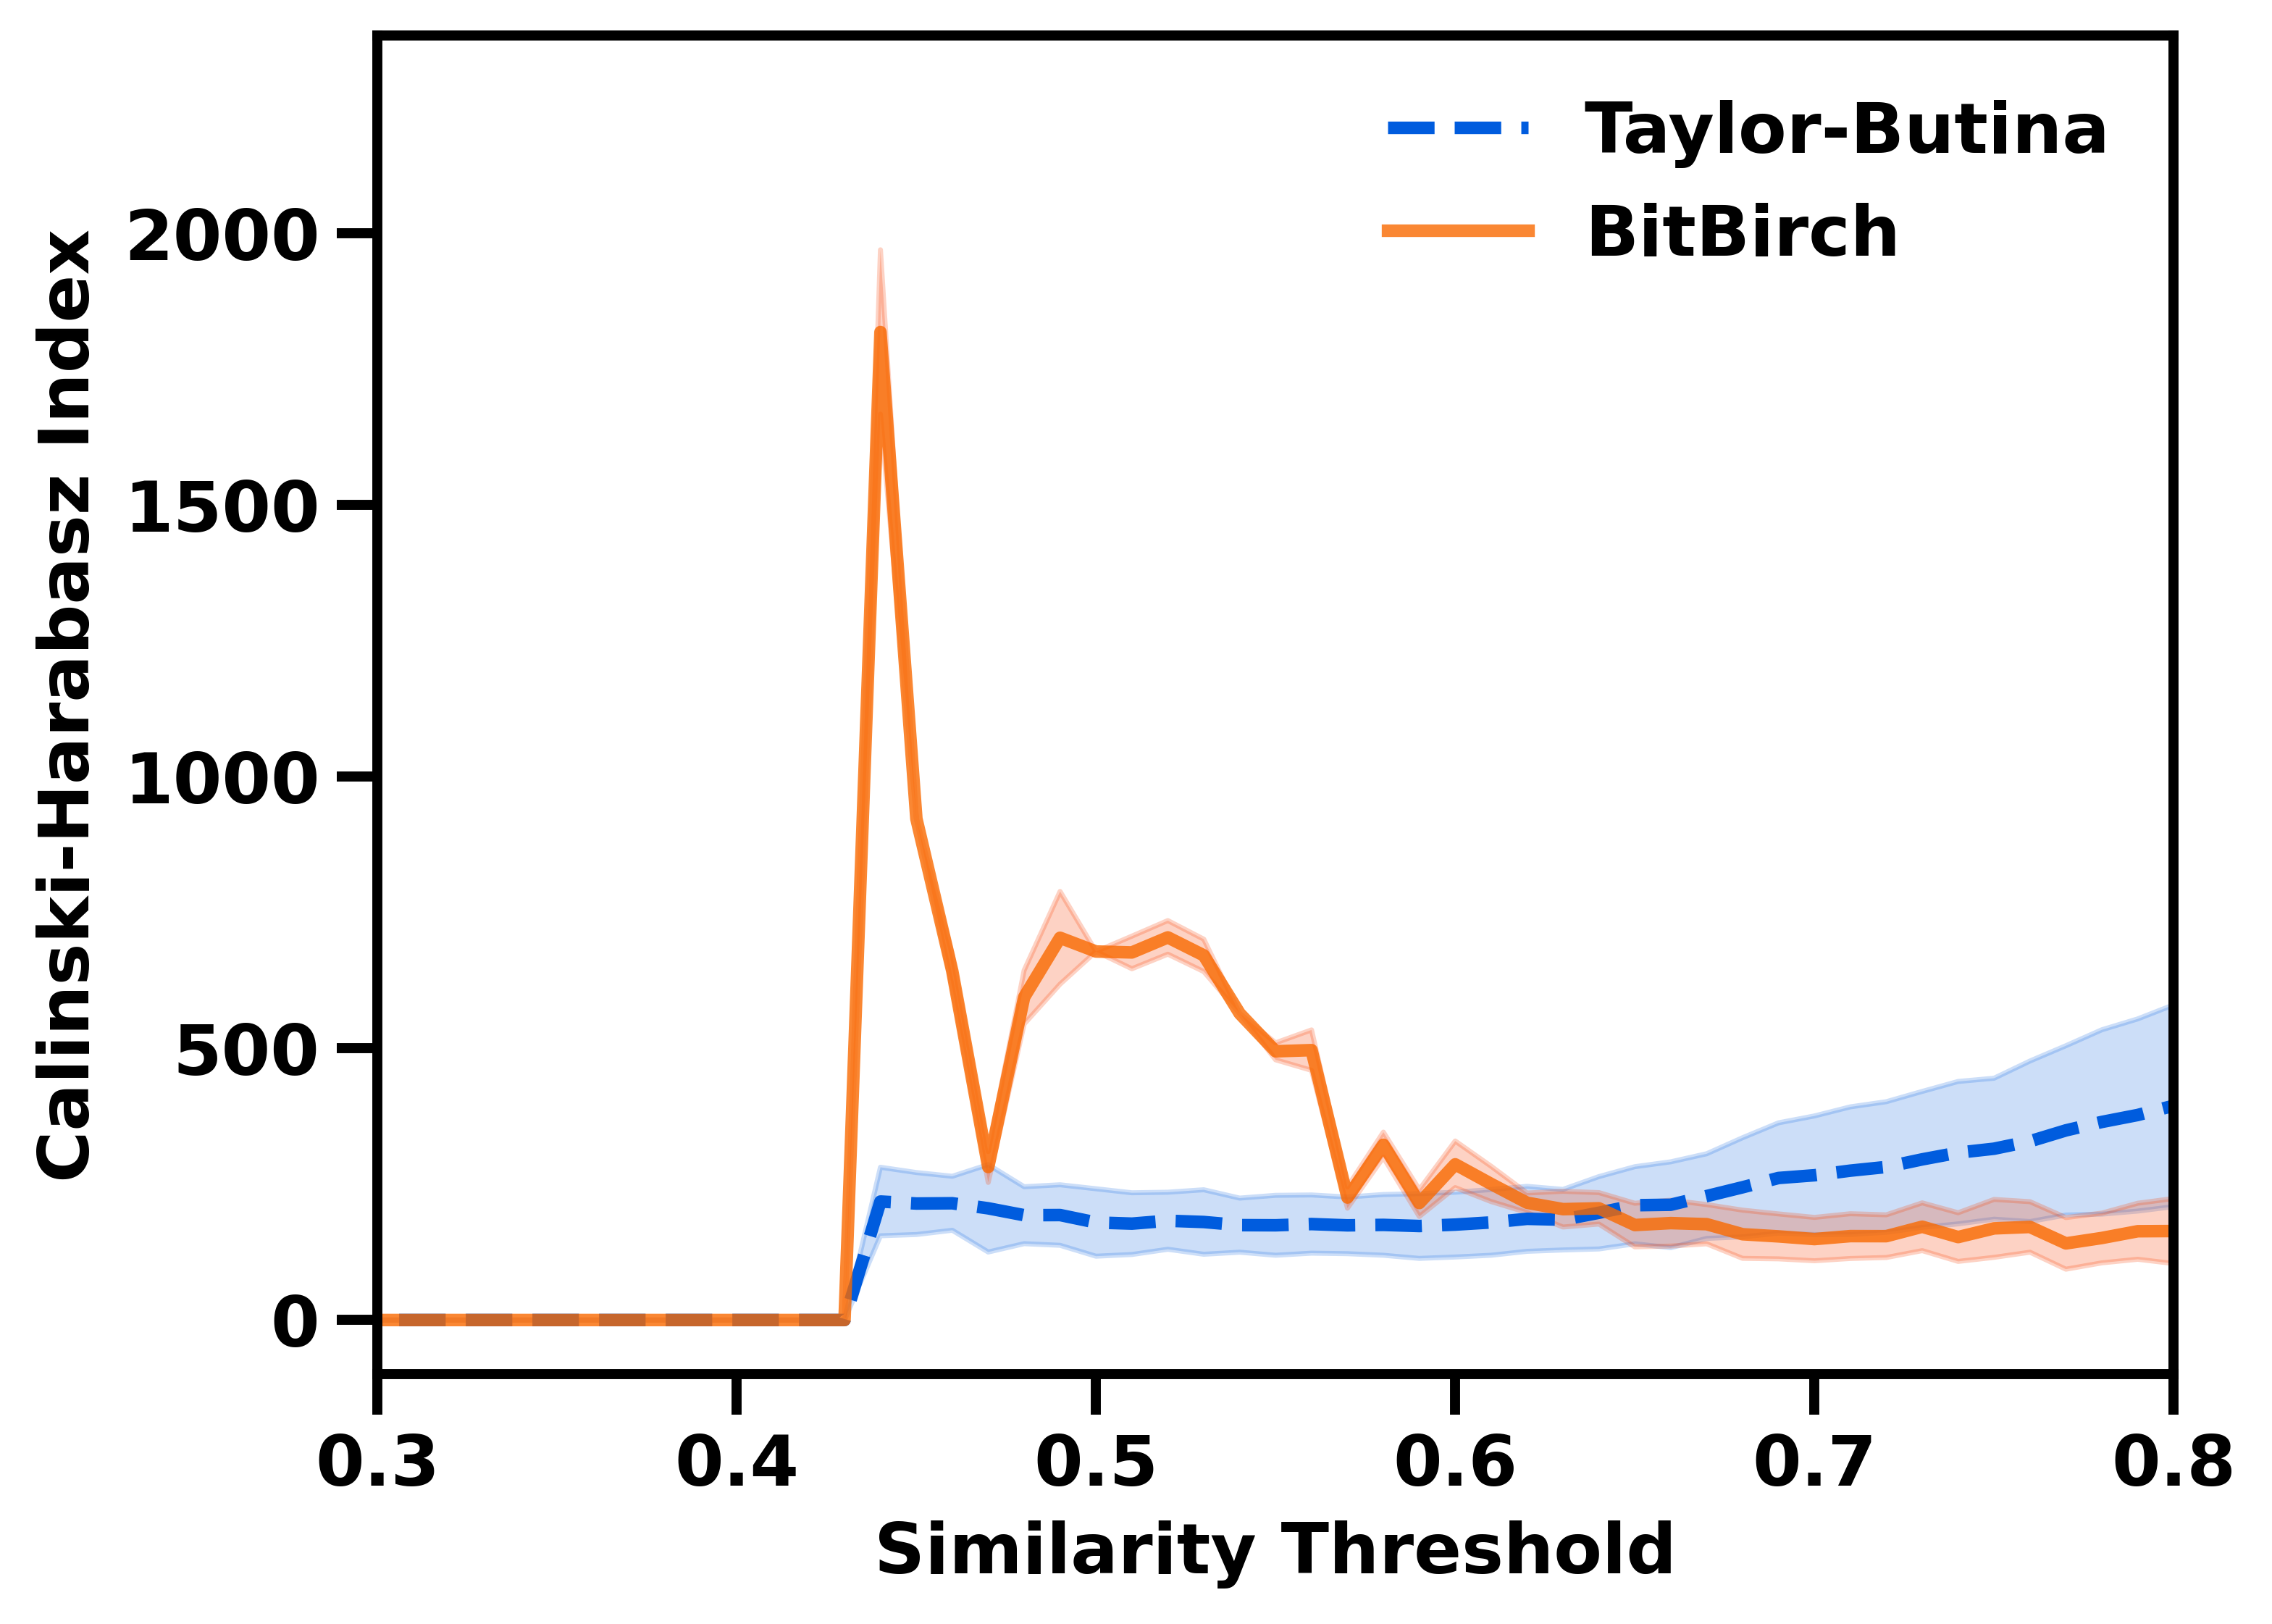 Taylor-Butina
BitBirch
Calinski-Harabasz Index
2000
1500
1000
500
0
0.3 0.4 0.5 0.6 0.7 0.8
Similarity Threshold